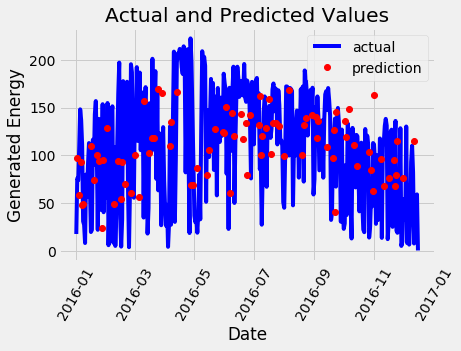 Actual and Predicted Values
actual
prediction
Generated Energy
200
150
100
50
0
2016-01
2016-03
2016-05
2016-07
2016-09
2016-11
2017-01
Date